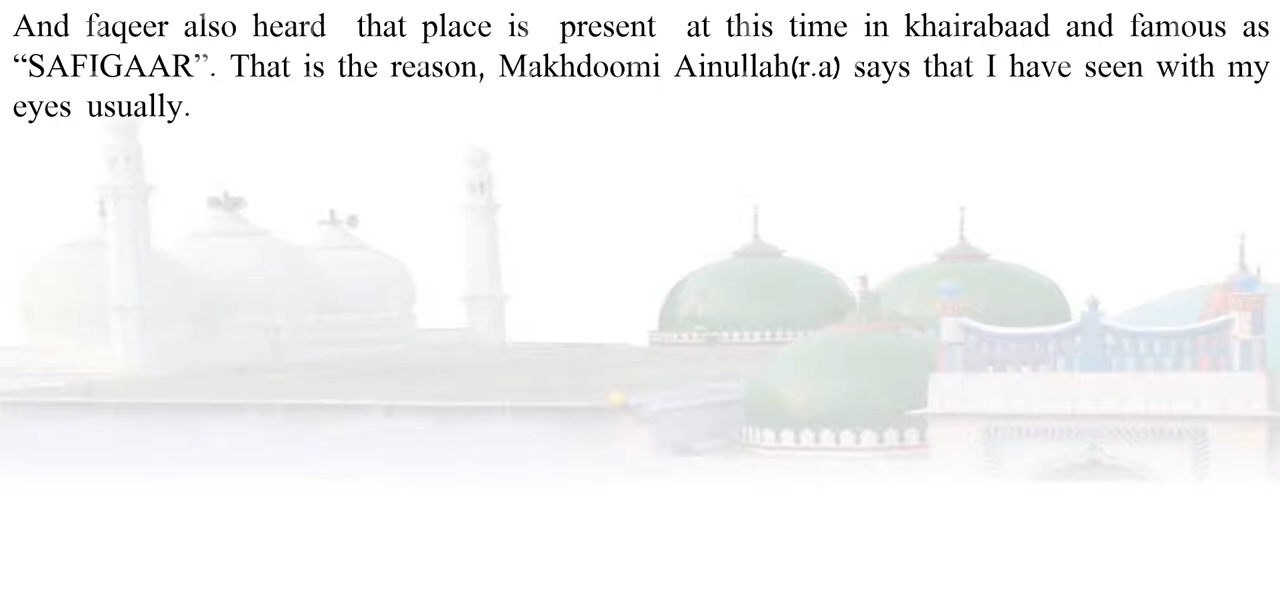 And faqeer also heard that place is present at this time in khairabaad and famous as
“SAFIGAAR”. That is the reason, Makhdoomi Ainullah(r.a) says that I have seen with my
eyes usually.